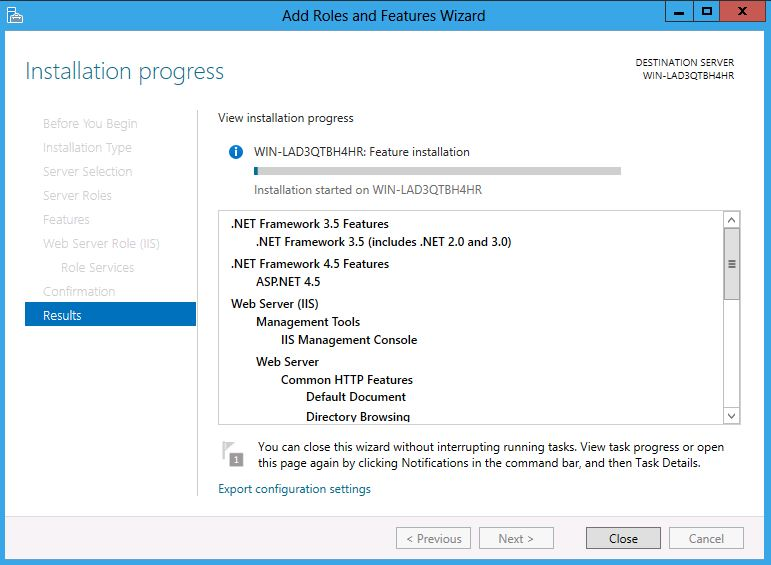 Add Roles and Features Wizard
Installation progress
DESTINATION SERVER
WIN-LAD3QTBH4HR
Before You Begin
Installation Type
Server Selection
Server Roles
Features
Web Server Role (IIS)
Role Services
Confirmation
Results
View installation progress
WIN-LAD3QTBH4HR: Feature installation
Installation started on WIN-LAD3QTBH4HR
.NET Framework 3.5 Features
.NET Framework 3.5 (includes .NET 2.0 and 3.0)
.NET Framework 4.5 Features
ASP.NET 4.5
Web Server (IIS)
Management Tools
IIS Management Console
Web Server
Common HTTP Features
Default Document
Directory Browsing
1
You can close this wizard without interrupting running tasks. View task progress or open
this page again by clicking Notifications in the command bar, and then Task Details.
Export configuration settings
< Previous
Next >
Close
Cancel